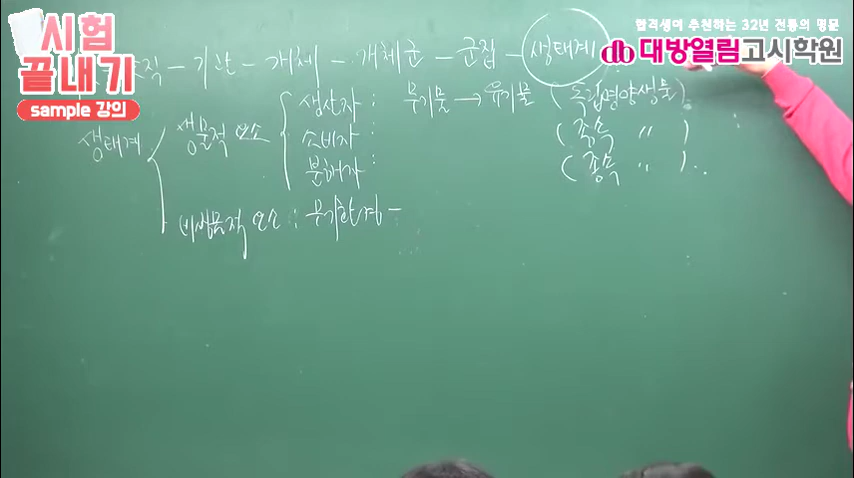 합격생이 추천하는 32년 전통의 명문
대방열림고시학원
시험
끝내기
sample 강의
직 - 기관 - 개체 - 개체군 - 군집 - 생태계
생태계
생물적 요소
생산자 : 무기물 → 유기물 (독립영양생물)
소비자 : (종속 〃 )
분해자 : (종속 〃 )..
비생물적 요소 : 무기환경 -